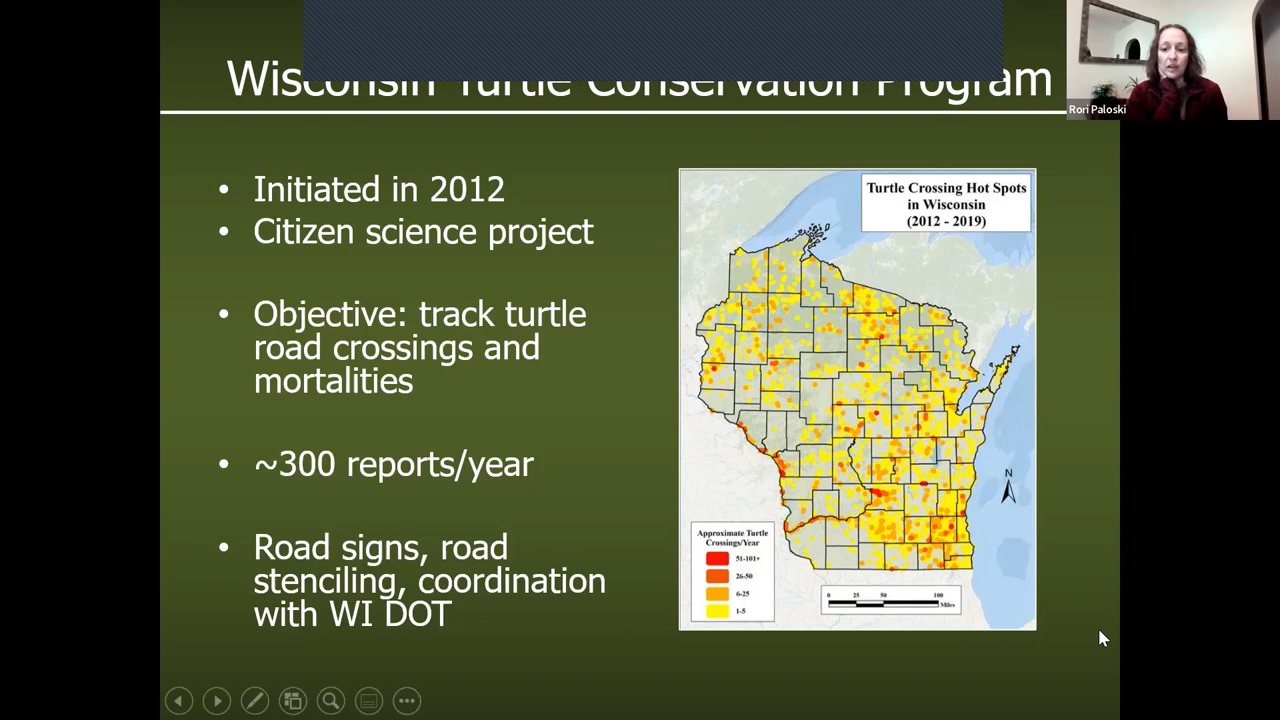 Wisconsin Turtle Conservation Program
Rori Paloski
• Initiated in 2012
• Citizen science project
• Objective: track turtle
road crossings and
mortalities
• ~300 reports/year
• Road signs, road
stenciling, coordination
with WI DOT
Turtle Crossing Hot Spots
in Wisconsin
(2012 - 2019)
N
Approximate Turtle
Crossings/Year
51-101+
26-50
6-25
1-5
0 25 50 100
Miles